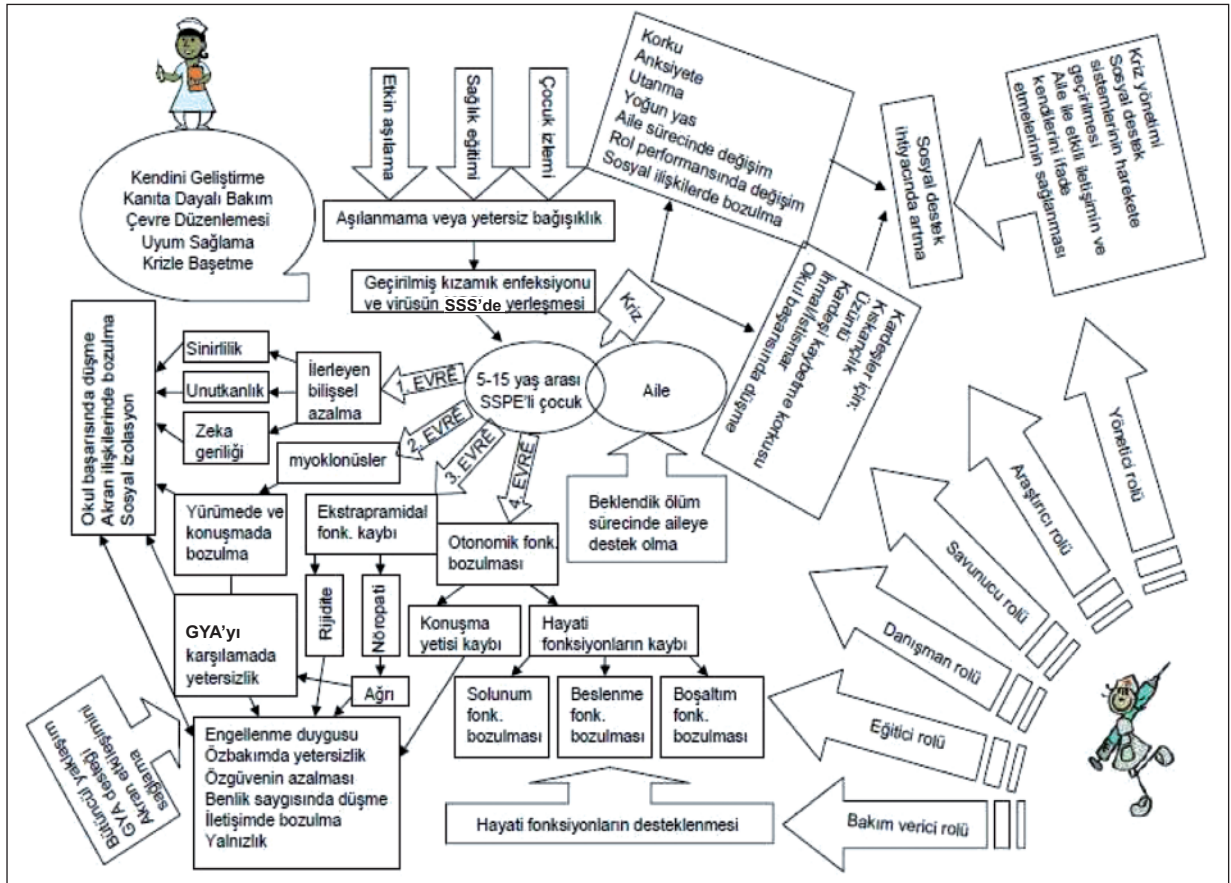 Kendini Geliştirme
Kanıta Dayalı Bakım
Çevre Düzenlemesi
Uyum Sağlama
Krizle Başetme
Etkin aşılama
Sağlık eğitimi
Çocuk izlemi
Korku
Anksiyete
Utanma
Yoğun yas
Aile sürecinde değişim
Rol performansında değişim
Sosyal ilişkilerde bozulma
Sosyal destek
ihtiyacında artma
Kriz yönetimi
Sosyal destek
sistemlerinin harekete
geçirilmesi
Aile ile etkili iletişimin ve
kendilerini ifade
etmelerinin sağlanması
Aşılanmama veya yetersiz bağışıklık
Geçirilmiş kızamık enfeksiyonu
ve virüsün SSS'de yerleşmesi
Kriz
Kardeşler için;
Kıskançlık
Üzüntü
Kardeşi kaybetme korkusu
İhmal/istismar
Okul başarısında düşme
5-15 yaş arası
SSPE'li çocuk
Aile
1. EVRE
2. EVRE
3. EVRE
4. EVRE
İlerleyen
bilişsel
azalma
Sinirlilik
Unutkanlık
Zeka
geriliği
Okul başarısında düşme
Akran ilişkilerinde bozulma
Sosyal izolasyon
myoklonüsler
Yürümede ve
konuşmada
bozulma
Ekstrapramidal
fonk. kaybı
Otonomik fonk.
bozulması
Beklendik ölüm
sürecinde aileye
destek olma
Rijidite
Nöropati
Konuşma
yetisi kaybı
Hayati
fonksiyonların kaybı
GYA'yı
karşılamada
yetersizlik
Ağrı
Solunum
fonk.
bozulması
Beslenme
fonk.
bozulması
Boşaltım
fonk.
bozulması
Engellenme duygusu
Özbakımda yetersizlik
Özgüvenin azalması
Benlik saygısında düşme
İletişimde bozulma
Yalnızlık
Bütüncül yaklaşım
GYA desteği
Akran etkileşimini
sağlama
Hayati fonksiyonların desteklenmesi
Yönetici rolü
Araştırıcı rolü
Savunucu rolü
Danışman rolü
Eğitici rolü
Bakım verici rolü